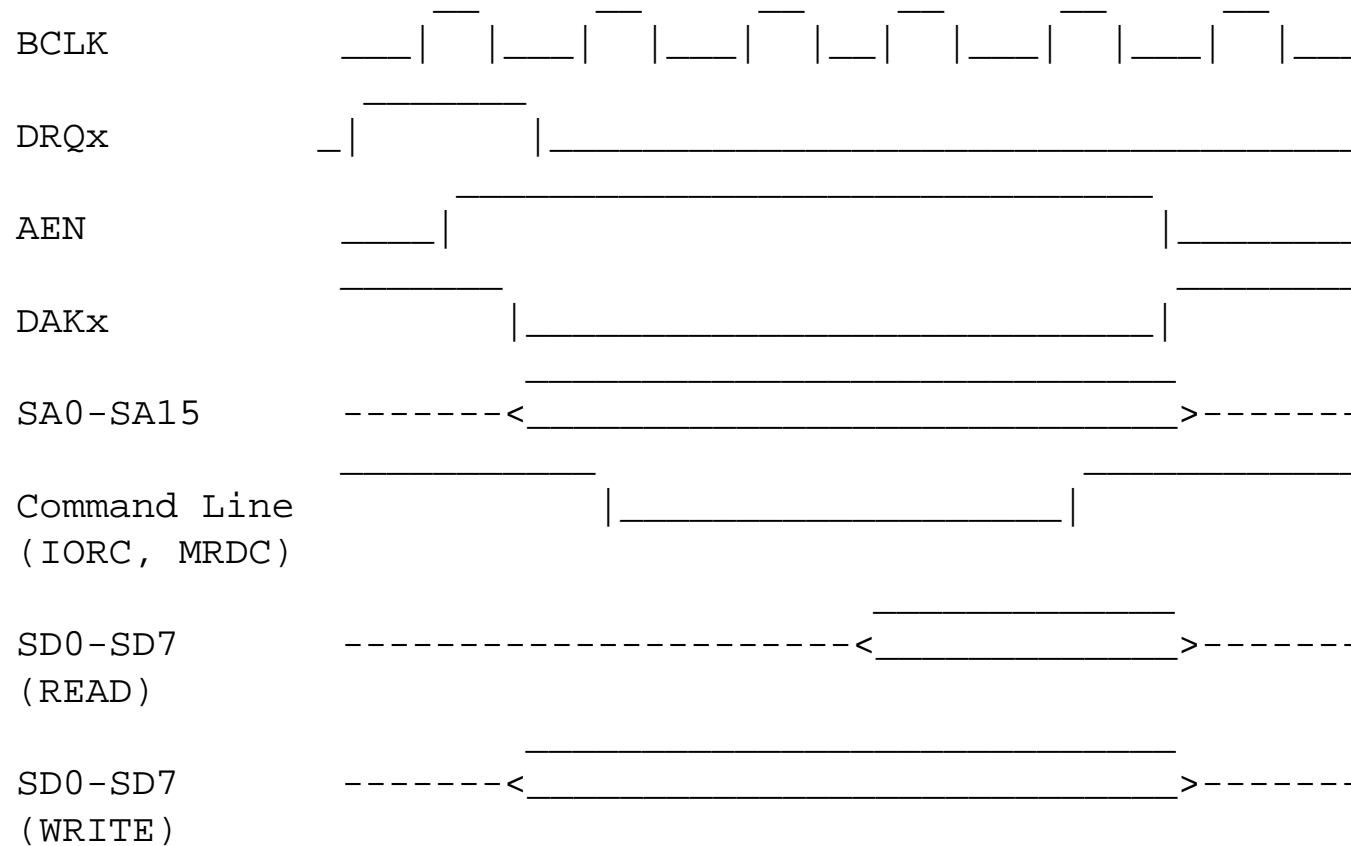 BCLK
DRQx
AEN
DAKx
SA0-SA15
Command Line
(IORC, MRDC)
SD0-SD7
(READ)
SD0-SD7
(WRITE)